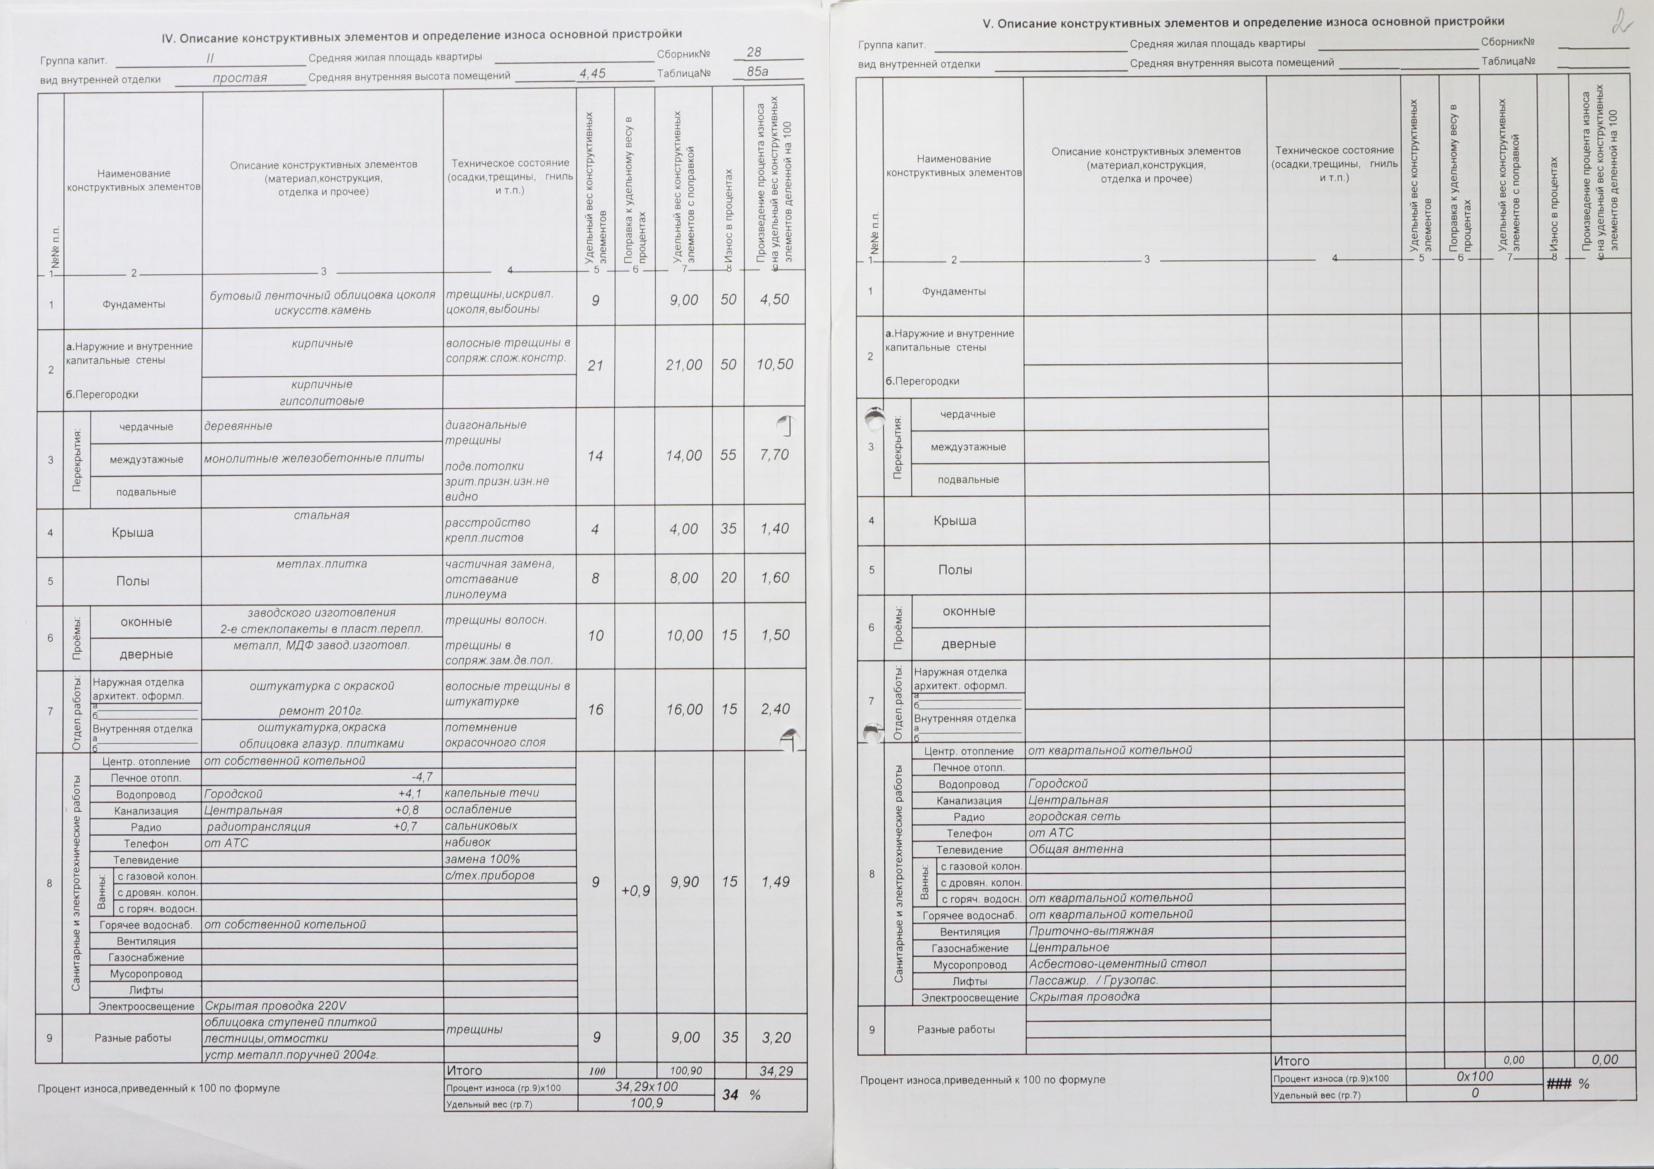 IV. Описание конструктивных элементов и определение износа основной пристройки
Группа капит. II Средняя жилая площадь квартиры Сборник№ 28
вид внутренней отделки простая Средняя внутренняя высота помещений 4,45 Таблица№ 85а
№№ п.п.
Наименование конструктивных элементов
Описание конструктивных элементов (материал,конструкция, отделка и прочее)
Техническое состояние (осадки,трещины, гниль и т.п.)
Удельный вес конструктивных элементов
Поправка к удельному весу в процентах
Удельный вес конструктивных элементов с поправкой
Износ в процентах
Произведение процента износа на удельный вес конструктивных элементов деленной на 100
1 2 3 4 5 6 7 8 9
1 Фундаменты бутовый ленточный облицовка цоколя трещины,искривл. 9 9,00 50 4,50
искусств.камень цоколя,выбоины
2 а.Наружние и внутренние капитальные стены кирпичные волосные трещины в 21 21,00 50 10,50
сопряж.слож.констр.
б.Перегородки кирпичные
гипсолитовые
3 Перекрытия: чердачные деревянные диагональные трещины 14 14,00 55 7,70
междуэтажные монолитные железобетонные плиты подв.потолки
подвальные зрит.призн.изн.не видно
4 Крыша стальная расстройство крепл.листов 4 4,00 35 1,40
5 Полы метлах.плитка частичная замена, отставание линолеума 8 8,00 20 1,60
6 Проёмы: оконные заводского изготовления трещины волосн. 10 10,00 15 1,50
2-е стеклопакеты в пласт.перепл.
дверные металл, МДФ завод.изготовл. трещины в сопряж.зам.дв.пол.
7 Отдел.работы: Наружная отделка архитект. оформл. оштукатурка с окраской волосные трещины в штукатурке 16 16,00 15 2,40
а
б ремонт 2010г.
Внутренняя отделка оштукатурка,окраска потемнение
а
б облицовка глазур. плитками окрасочного слоя
8 Санитарные и электротехнические работы 9 +0,9 9,90 15 1,49
Центр. отопление от собственной котельной
Печное отопл. -4,7
Водопровод Городской +4,1 капельные течи
Канализация Центральная +0,8 ослабление
Радио радиотрансляция +0,7 сальниковых
Телефон от АТС набивок
Телевидение замена 100%
Ванны: с газовой колон. с/тех.приборов
с дровян. колон.
с горяч. водосн.
Горячее водоснаб. от собственной котельной
Вентиляция
Газоснабжение
Мусоропровод
Лифты
Электроосвещение Скрытая проводка 220V
9 Разные работы облицовка ступеней плиткой трещины 9 9,00 35 3,20
лестницы,отмостки
устр.металл.поручней 2004г.
Итого 100 100,90 34,29
Процент износа,приведенный к 100 по формуле Процент износа (гр.9)х100 34,29х100 34 %
Удельный вес (гр.7) 100,9
2
V. Описание конструктивных элементов и определение износа основной пристройки
Группа капит. Средняя жилая площадь квартиры Сборник№
вид внутренней отделки Средняя внутренняя высота помещений Таблица№
№№ п.п.
Наименование конструктивных элементов
Описание конструктивных элементов (материал,конструкция, отделка и прочее)
Техническое состояние (осадки,трещины, гниль и т.п.)
Удельный вес конструктивных элементов
Поправка к удельному весу в процентах
Удельный вес конструктивных элементов с поправкой
Износ в процентах
Произведение процента износа на удельный вес конструктивных элементов деленной на 100
1 2 3 4 5 6 7 8 9
1 Фундаменты
2 а.Наружние и внутренние капитальные стены
б.Перегородки
3 Перекрытия: чердачные
междуэтажные
подвальные
4 Крыша
5 Полы
6 Проёмы: оконные
дверные
7 Отдел.работы: Наружная отделка архитект. оформл.
а
б
Внутренняя отделка
а
б
8 Санитарные и электротехнические работы
Центр. отопление от квартальной котельной
Печное отопл.
Водопровод Городской
Канализация Центральная
Радио городская сеть
Телефон от АТС
Телевидение Общая антенна
Ванны: с газовой колон.
с дровян. колон.
с горяч. водосн. от квартальной котельной
Горячее водоснаб. от квартальной котельной
Вентиляция Приточно-вытяжная
Газоснабжение Центральное
Мусоропровод Асбестово-цементный ствол
Лифты Пассажир. / Грузопас.
Электроосвещение Скрытая проводка
9 Разные работы
Итого 0,00 0,00
Процент износа,приведенный к 100 по формуле Процент износа (гр.9)х100 0х100 ### %
Удельный вес (гр.7) 0